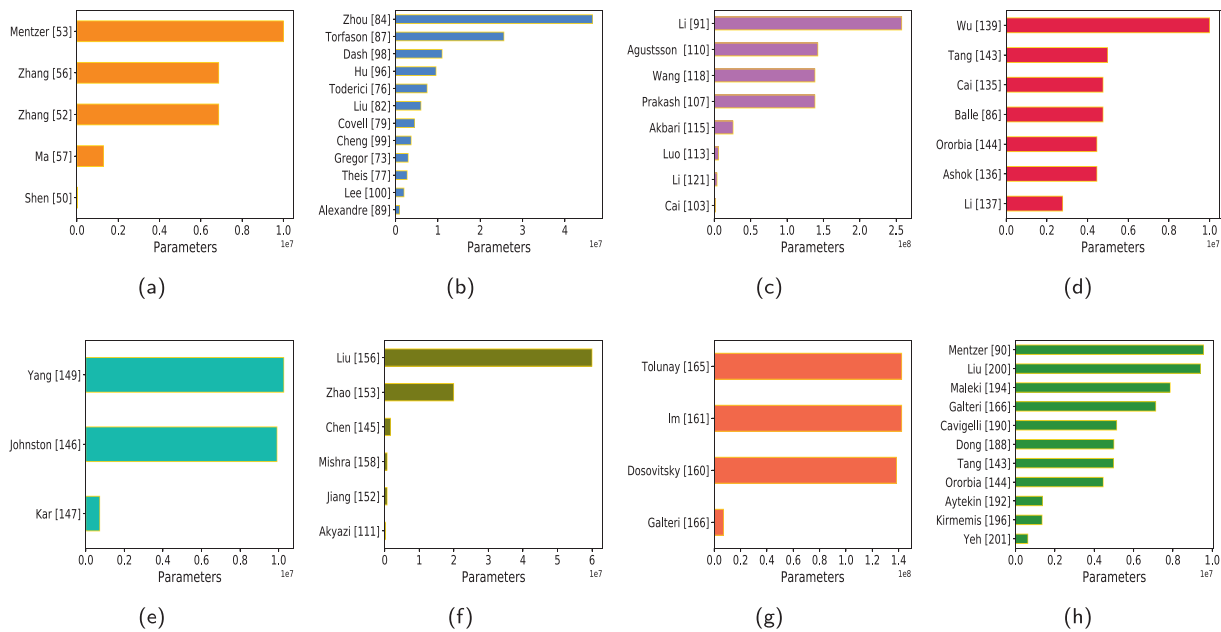 Mentzer [53]
Zhang [56]
Zhang [52]
Ma [57]
Shen [50]
0.0 0.2 0.4 0.6 0.8 1.0
1e7
Parameters
(a)
Zhou [84]
Torfason [87]
Dash [98]
Hu [96]
Toderici [76]
Liu [82]
Covell [79]
Cheng [99]
Gregor [73]
Theis [77]
Lee [100]
Alexandre [89]
0 1 2 3 4
1e7
Parameters
(b)
Li [91]
Agustsson [110]
Wang [118]
Prakash [107]
Akbari [115]
Luo [113]
Li [121]
Cai [103]
0.0 0.5 1.0 1.5 2.0 2.5
1e8
Parameters
(c)
Wu [139]
Tang [143]
Cai [135]
Balle [86]
Ororbia [144]
Ashok [136]
Li [137]
0.0 0.2 0.4 0.6 0.8 1.0
1e7
Parameters
(d)
Yang [149]
Johnston [146]
Kar [147]
0.0 0.2 0.4 0.6 0.8 1.0
1e7
Parameters
(e)
Liu [156]
Zhao [153]
Chen [145]
Mishra [158]
Jiang [152]
Akyazi [111]
0 1 2 3 4 5 6
1e7
Parameters
(f)
Tolunay [165]
Im [161]
Dosovitsky [160]
Galteri [166]
0.0 0.2 0.4 0.6 0.8 1.0 1.2 1.4
1e8
Parameters
(g)
Mentzer [90]
Liu [200]
Maleki [194]
Galteri [166]
Cavigelli [190]
Dong [188]
Tang [143]
Ororbia [144]
Aytekin [192]
Kirmemis [196]
Yeh [201]
0.0 0.2 0.4 0.6 0.8 1.0
1e7
Parameters
(h)